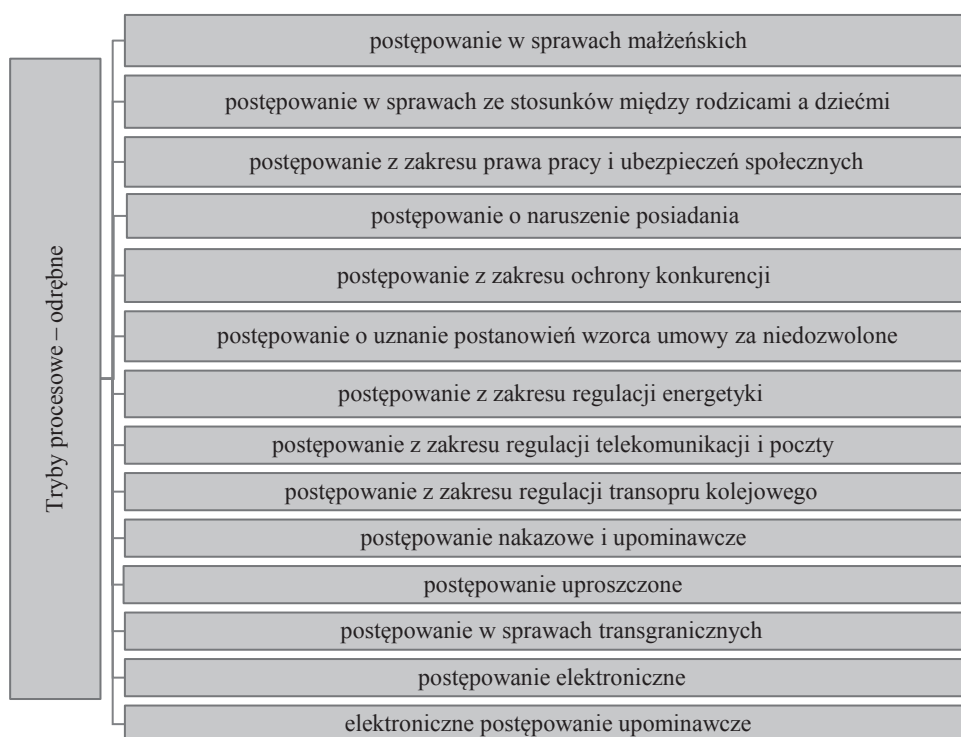 Tryby procesowe – odrębne
postępowanie w sprawach małżeńskich
postępowanie w sprawach ze stosunków między rodzicami a dziećmi
postępowanie z zakresu prawa pracy i ubezpieczeń społecznych
postępowanie o naruszenie posiadania
postępowanie z zakresu ochrony konkurencji
postępowanie o uznanie postanowień wzorca umowy za niedozwolone
postępowanie z zakresu regulacji energetyki
postępowanie z zakresu regulacji telekomunikacji i poczty
postępowanie z zakresu regulacji transopru kolejowego
postępowanie nakazowe i upominawcze
postępowanie uproszczone
postępowanie w sprawach transgranicznych
postępowanie elektroniczne
elektroniczne postępowanie upominawcze